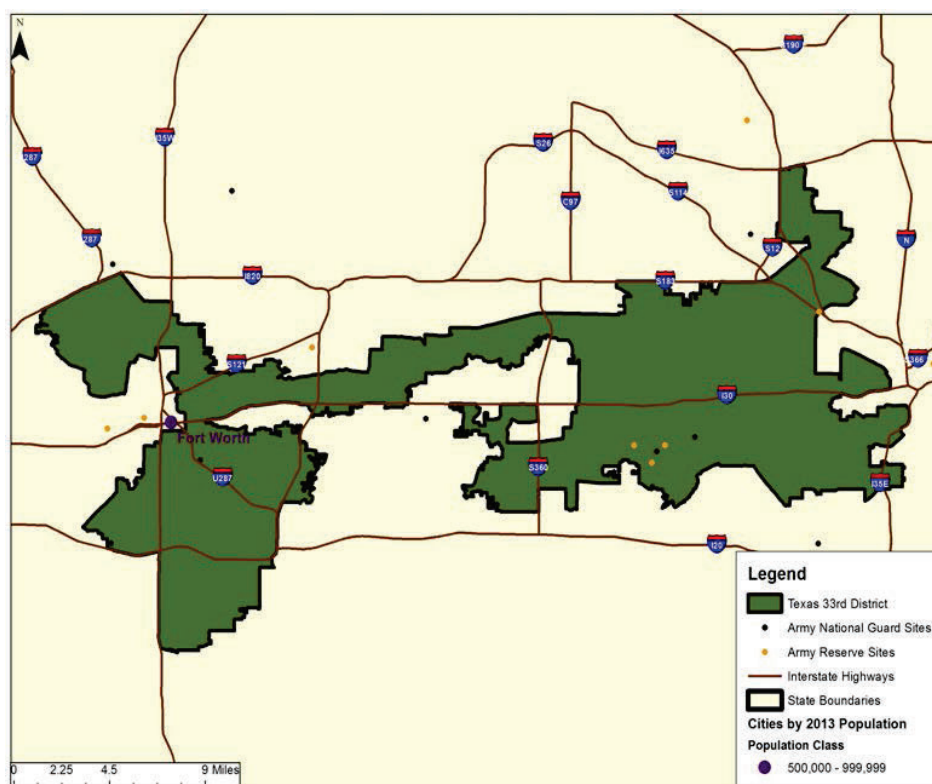 N
I190
I35W
287
S26
I635
S114
C97
287
S12
N
I820
S183
S121
S366
I30
Fort Worth
S360
U287
I35E
I20
Legend
Texas 33rd District
Army National Guard Sites
Army Reserve Sites
Interstate Highways
State Boundaries
Cities by 2013 Population
Population Class
500,000 - 999,999
0 2.25 4.5 9 Miles